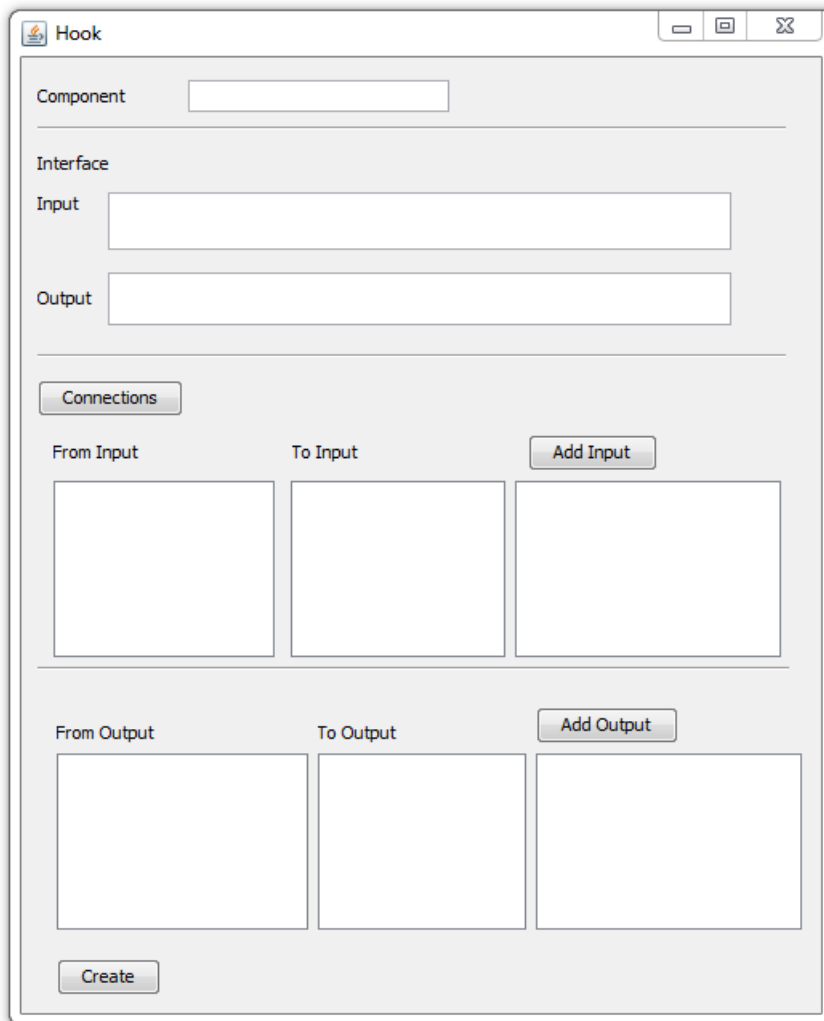 Hook
Component
Interface
Input
Output
Connections
From Input To Input Add Input
From Output To Output Add Output
Create